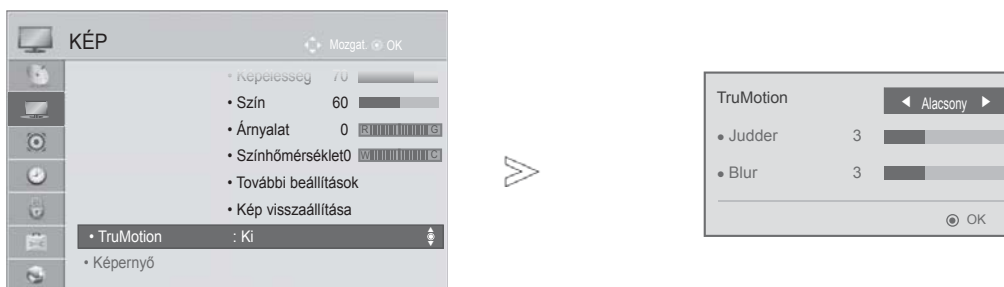 KÉP
Mozgat. OK
• Képélesség 70
• Szín 60
• Árnyalat 0 R G
• Színhőmérséklet0 W C
• További beállítások
• Kép visszaállítása
• TruMotion : Ki
• Képernyő
TruMotion ◀ Alacsony ▶
• Judder 3
• Blur 3
OK